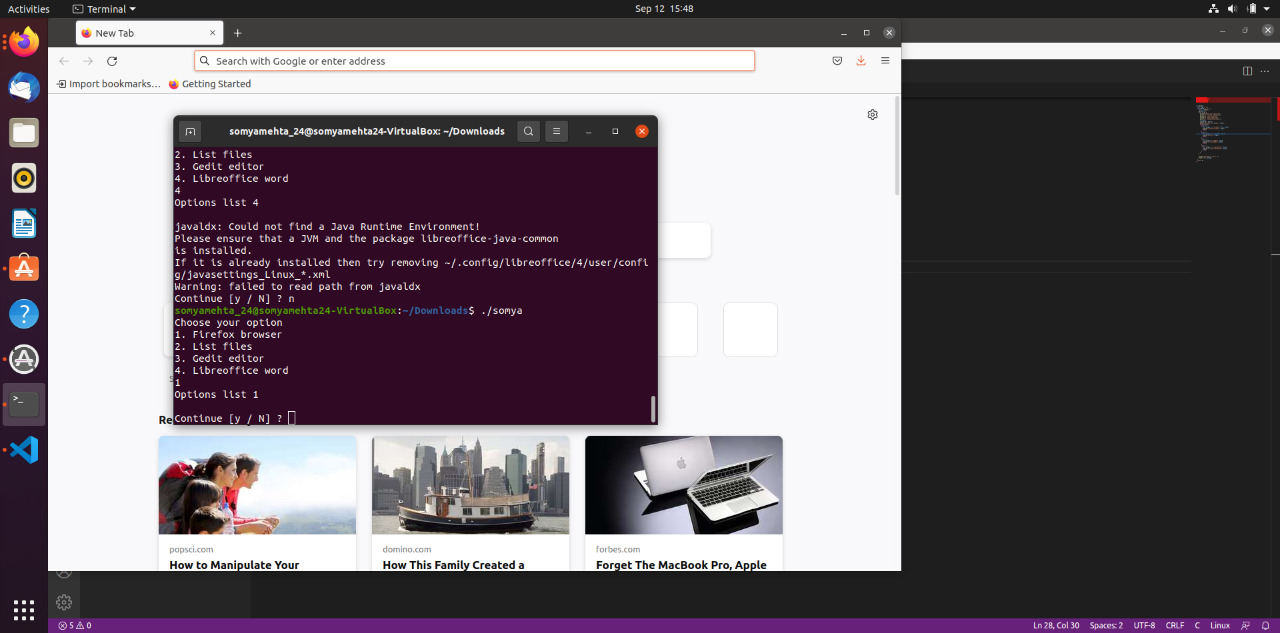 Activities
Terminal
Sep 12 15:48
New Tab
Search with Google or enter address
Import bookmarks…
Getting Started
somyamehta_24@somyamehta24-VirtualBox: ~/Downloads
2. List files
3. Gedit editor
4. Libreoffice word
4
Options list 4
javaldx: Could not find a Java Runtime Environment!
Please ensure that a JVM and the package libreoffice-java-common
is installed.
If it is already installed then try removing ~/.config/libreoffice/4/user/confi
g/javasettings_Linux_*.xml
Warning: failed to read path from javaldx
Continue [y / N] ? n
somyamehta_24@somyamehta24-VirtualBox:~/Downloads$ ./somya
Choose your option
1. Firefox browser
2. List files
3. Gedit editor
4. Libreoffice word
1
Options list 1
Continue [y / N] ?
Re
popsci.com
How to Manipulate Your
domino.com
How This Family Created a
forbes.com
Forget The MacBook Pro, Apple
5 0
Ln 28, Col 30
Spaces: 2
UTF-8
CRLF
C
Linux